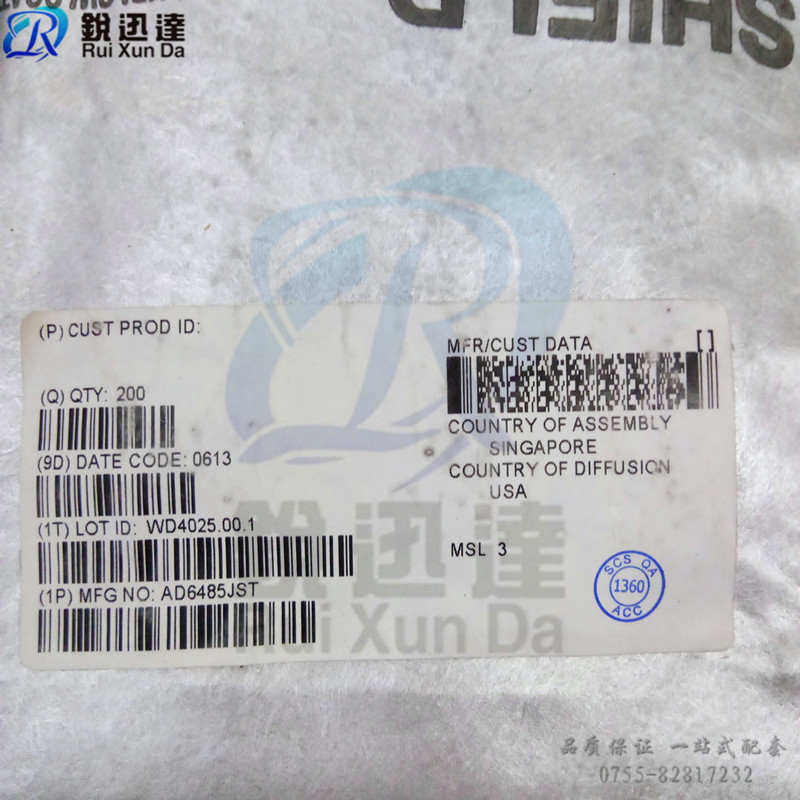 SHIELD
銳迅達
Rui Xun Da
(P) CUST PROD ID:
(Q) QTY: 200
(9D) DATE CODE: 0613
(1T) LOT ID: WD4025.00.1
(1P) MFG NO: AD6485JST
MFR/CUST DATA []
COUNTRY OF ASSEMBLY
SINGAPORE
COUNTRY OF DIFFUSION
USA
MSL 3
SCS QA
1360
ACC
銳迅達
Rui Xun Da
品质保证 一站式配套
0755-82817232